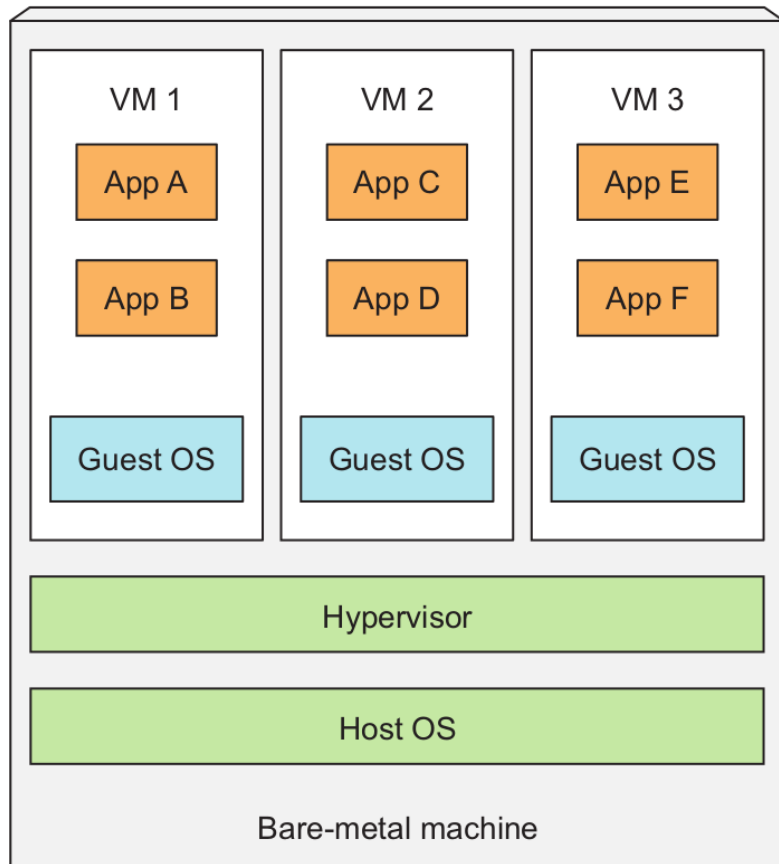 VM 1
VM 2
VM 3
App A
App C
App E
App B
App D
App F
Guest OS
Guest OS
Guest OS
Hypervisor
Host OS
Bare-metal machine